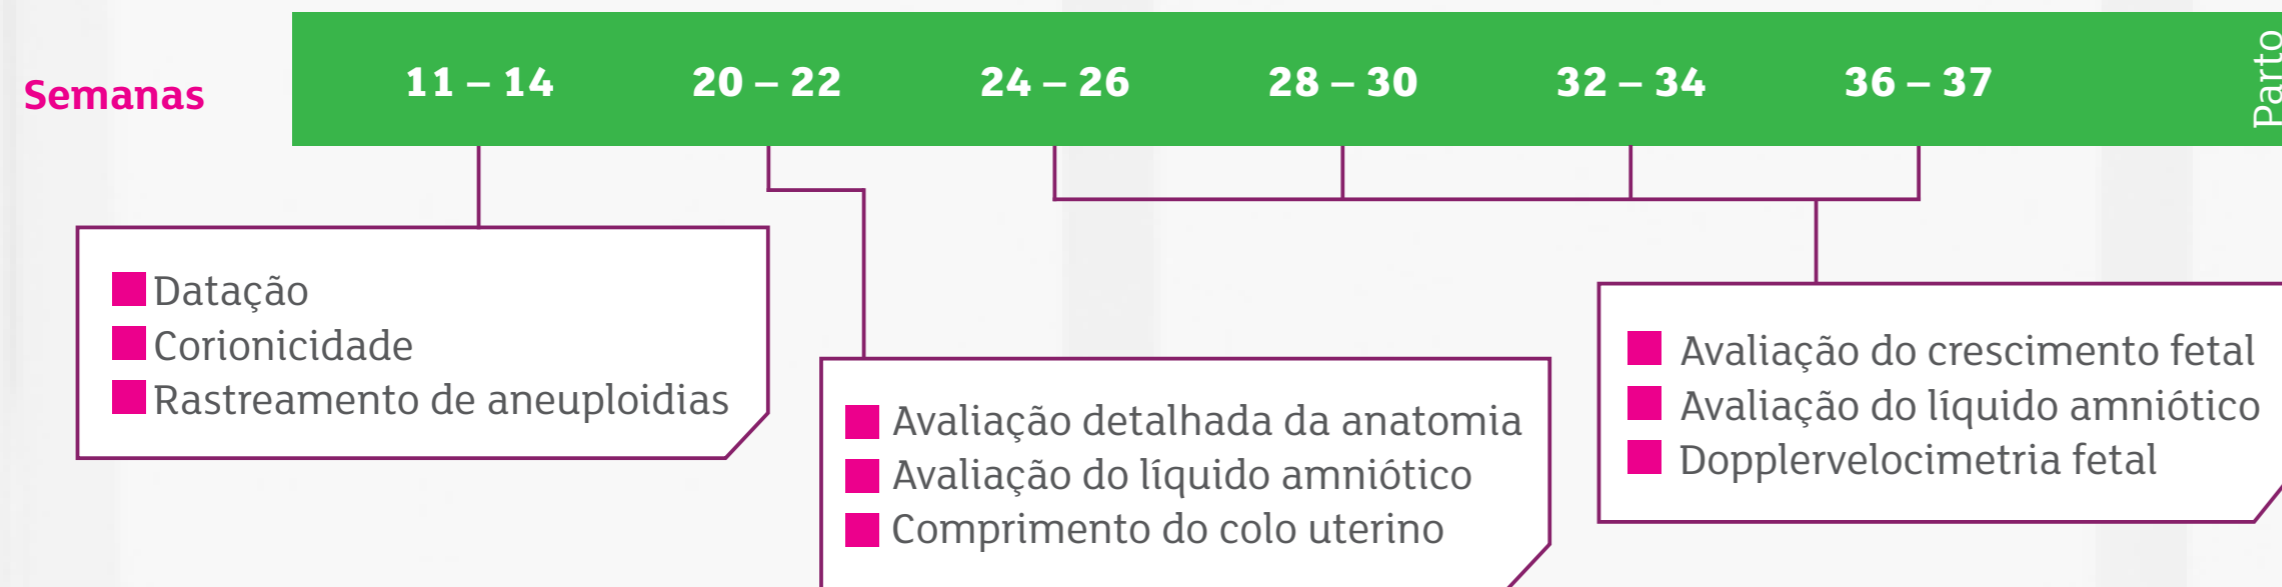 Semanas
11 – 14
20 – 22
24 – 26
28 – 30
32 – 34
36 – 37
Parto
Datação
Corionicidade
Rastreamento de aneuploidias
Avaliação detalhada da anatomia
Avaliação do líquido amniótico
Comprimento do colo uterino
Avaliação do crescimento fetal
Avaliação do líquido amniótico
Dopplervelocimetria fetal